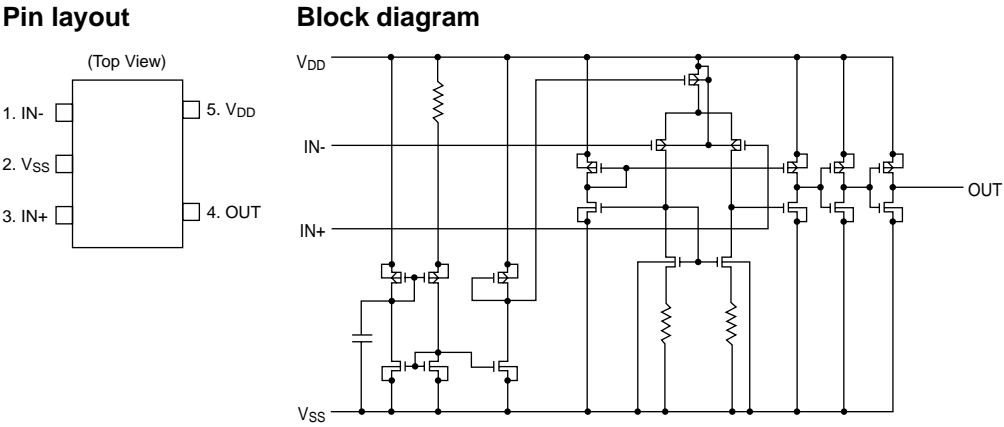 Pin layout
(Top View)
1. IN-
2. VSS
3. IN+
5. VDD
4. OUT
Block diagram
VDD
IN-
IN+
VSS
OUT